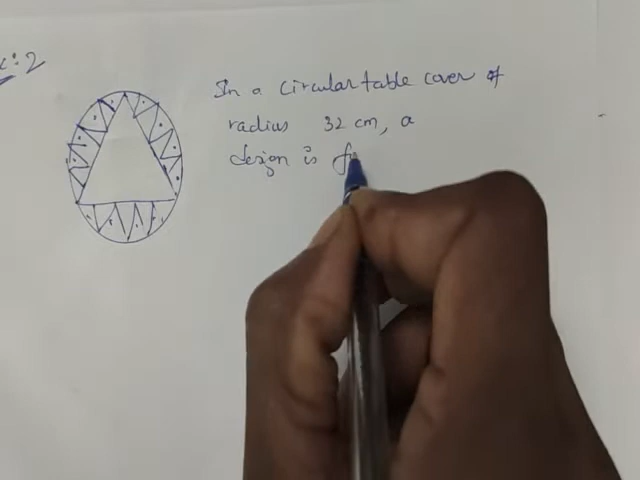 :2
In a circular table cover of
radius 32 cm, a
design is f